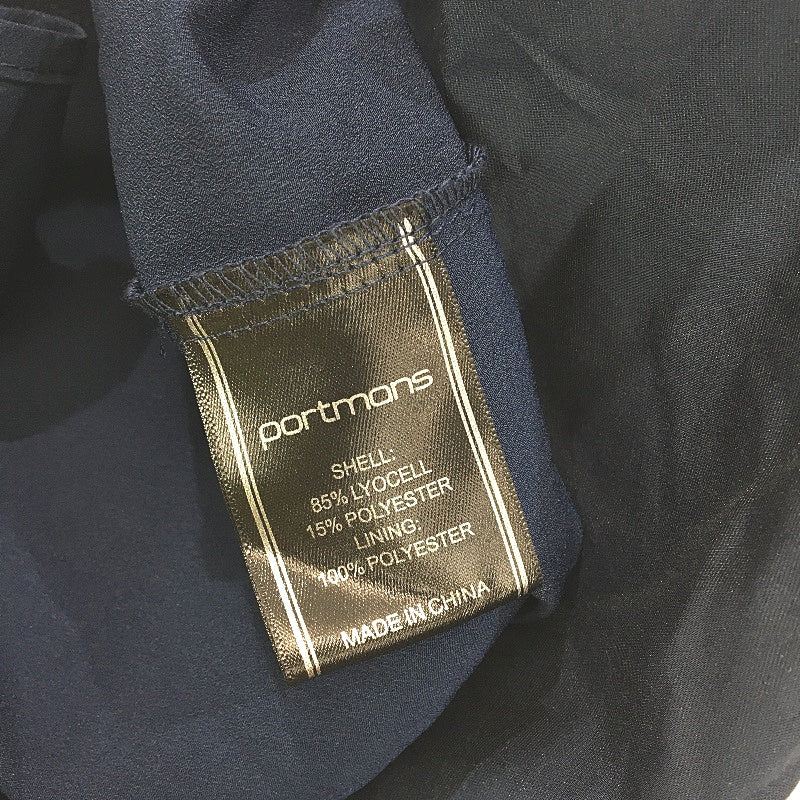 portmans
SHELL:
85% LYOCELL
15% POLYESTER
LINING:
100% POLYESTER
MADE IN CHINA